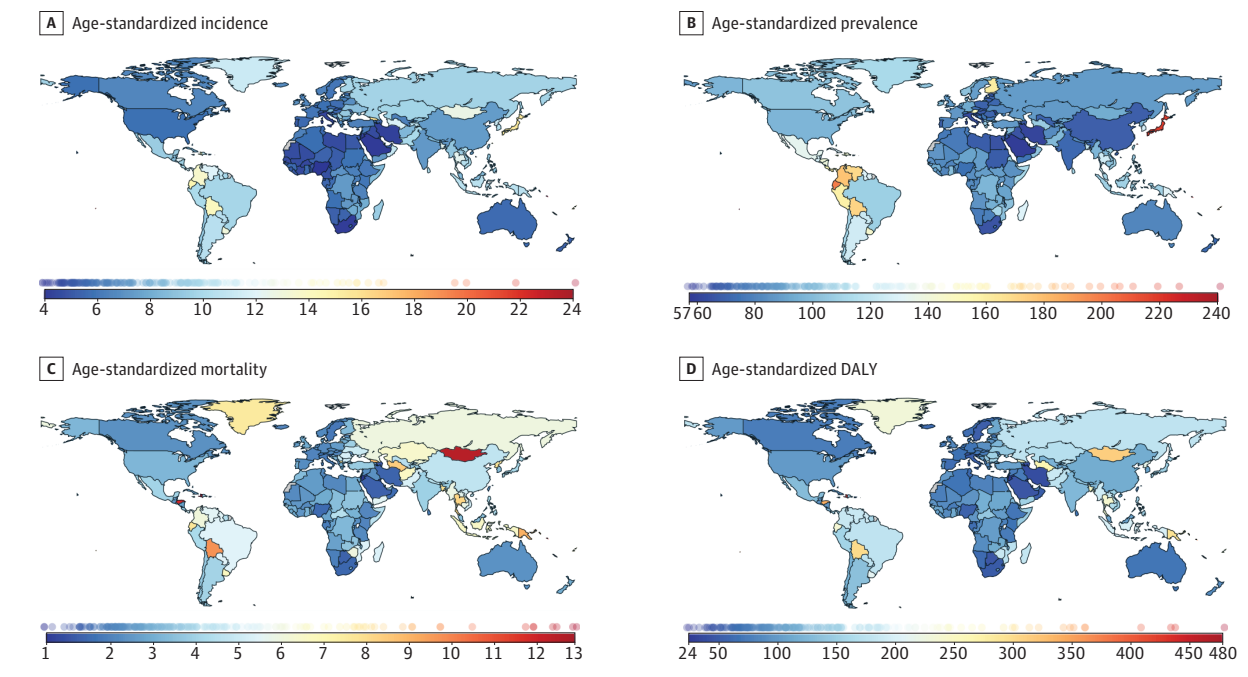 A Age-standardized incidence
4 6 8 10 12 14 16 18 20 22 24
B Age-standardized prevalence
57 60 80 100 120 140 160 180 200 220 240
C Age-standardized mortality
1 2 3 4 5 6 7 8 9 10 11 12 13
D Age-standardized DALY
24 50 100 150 200 250 300 350 400 450 480